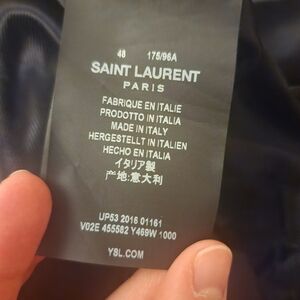 48 175/96A
SAINT LAURENT
PARIS
FABRIQUE EN ITALIE
PRODOTTO IN ITALIA
MADE IN ITALY
HERGESTELLT IN ITALIEN
HECHO EN ITALIA
イタリア製
产地:意大利
UP53 2016 01161
V02E 455582 Y469W 1000
YSL.COM